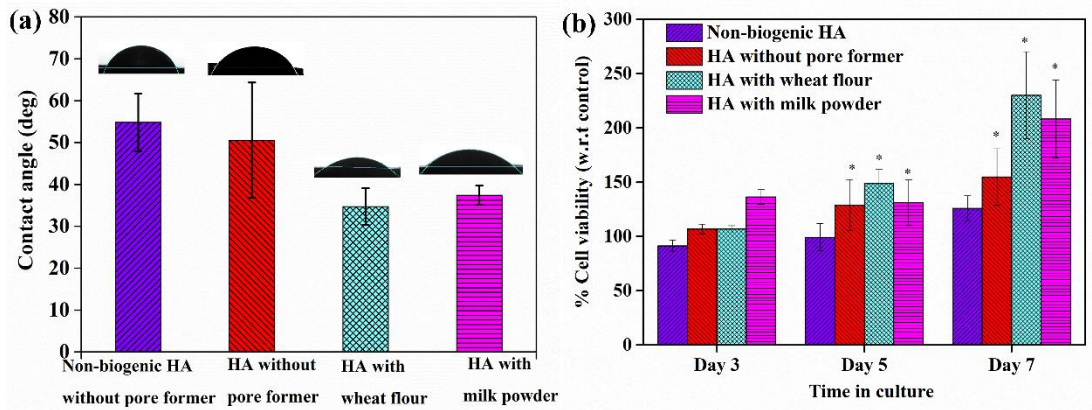 (a)
80
70
60
50
40
30
20
10
0
Contact angle (deg)
Non-biogenic HA
without pore former
HA without
pore former
HA with
wheat flour
HA with
milk powder
(b)
300
250
200
150
100
50
0
% Cell viability (w.r.t control)
Non-biogenic HA
HA without pore former
HA with wheat flour
HA with milk powder
* * *
* * *
Day 3 Day 5 Day 7
Time in culture